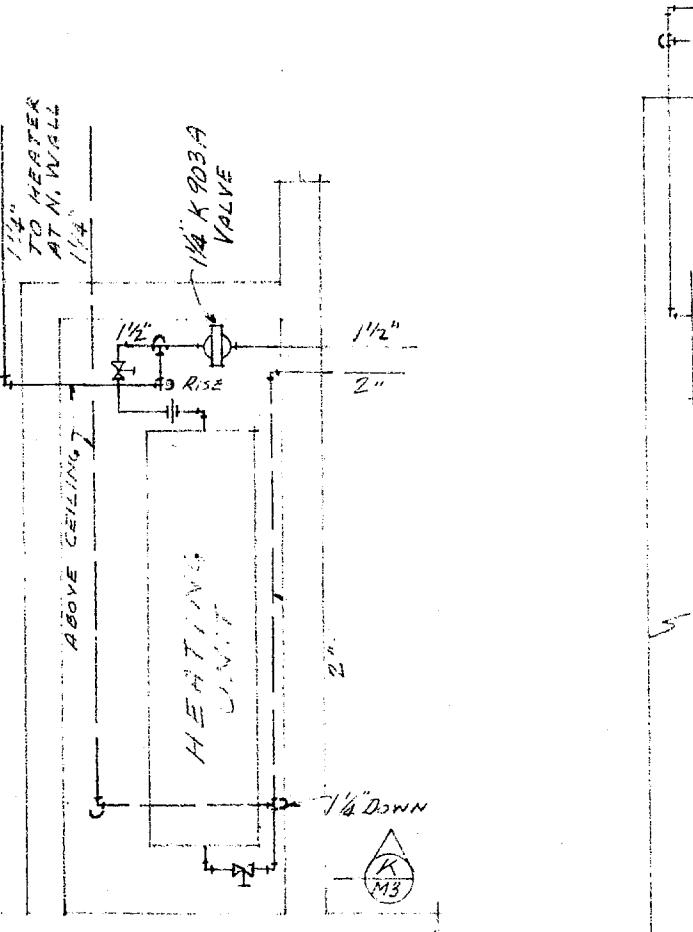 1¼"
TO HEATER
AT N. WALL
1¼"
1¼" K903A
VALVE
1½"
1½"
2"
RISE
ABOVE CEILING
HEATING
UNIT
2"
1¼" DOWN
K
M3